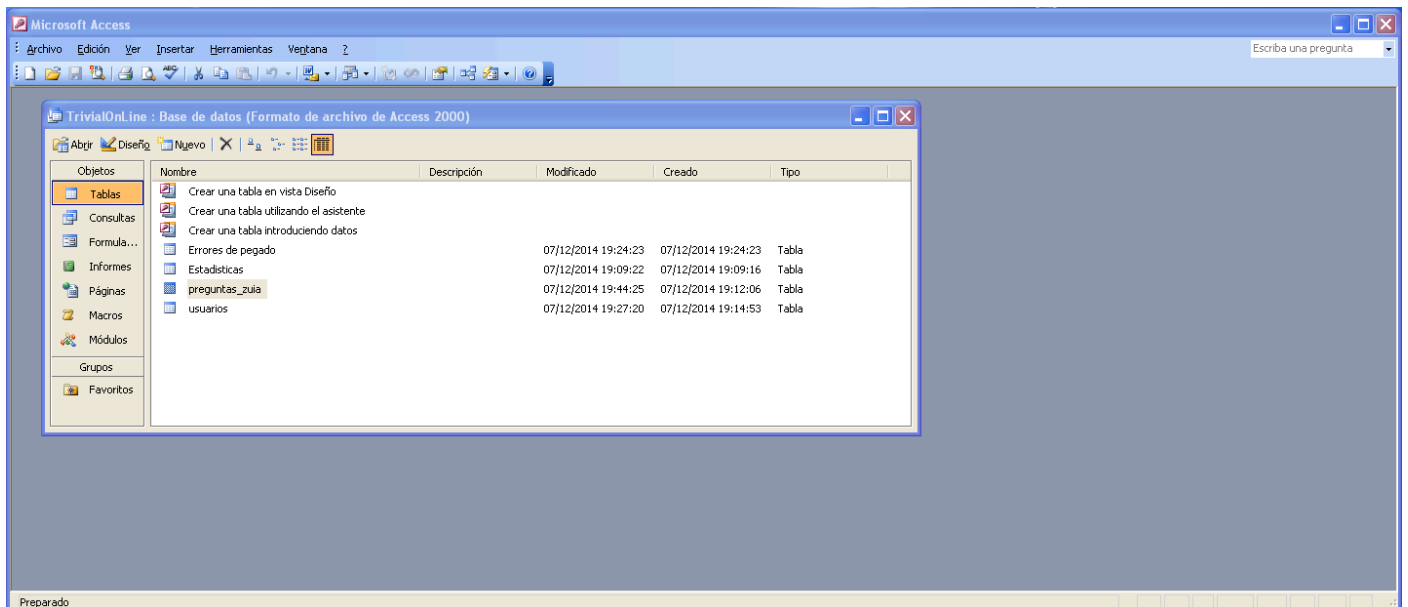 Microsoft Access
Archivo Edición Ver Insertar Herramientas Ventana ? Escriba una pregunta
TrivialOnLine : Base de datos (Formato de archivo de Access 2000)
Abrir Diseño Nuevo
Objetos Nombre Descripción Modificado Creado Tipo
Tablas Crear una tabla en vista Diseño
Crear una tabla utilizando el asistente
Consultas Crear una tabla introduciendo datos
Formula... Errores de pegado 07/12/2014 19:24:23 07/12/2014 19:24:23 Tabla
Informes Estadisticas 07/12/2014 19:09:22 07/12/2014 19:09:16 Tabla
Páginas preguntas_zuia 07/12/2014 19:44:25 07/12/2014 19:12:06 Tabla
Macros usuarios 07/12/2014 19:27:20 07/12/2014 19:14:53 Tabla
Módulos
Grupos
Favoritos
Preparado